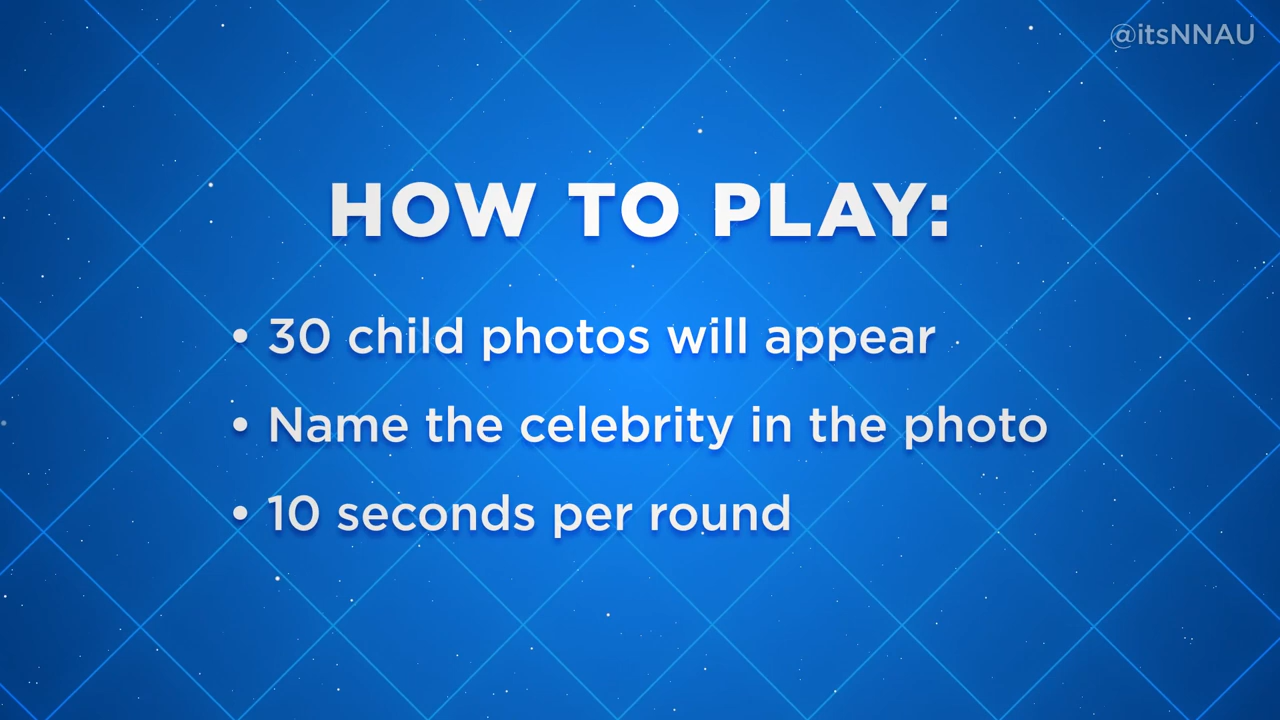 @itsNNAU
HOW TO PLAY:
• 30 child photos will appear
• Name the celebrity in the photo
• 10 seconds per round